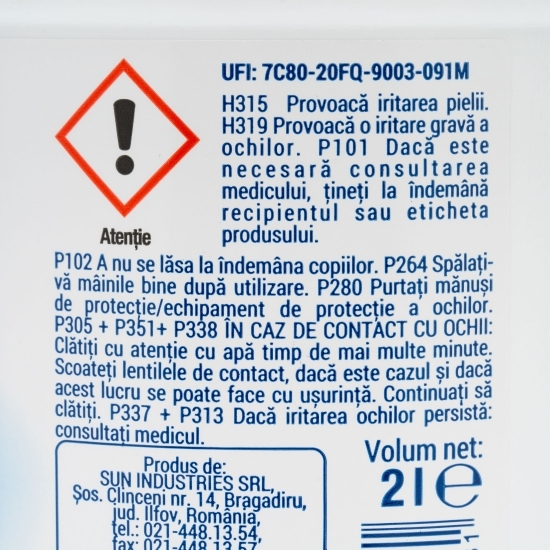 UFI: 7C80-20FQ-9003-091M
H315 Provoacă iritarea pielii.
H319 Provoacă o iritare gravă a
ochilor. P101 Dacă este
necesară consultarea
medicului, țineți la îndemână
recipientul sau eticheta
produsului.
Atenție
P102 A nu se lăsa la îndemâna copiilor. P264 Spălați-
vă mâinile bine după utilizare. P280 Purtați mănuși
de protecție/echipament de protecție a ochilor.
P305 + P351+ P338 ÎN CAZ DE CONTACT CU OCHII:
Clătiți cu atenție cu apă timp de mai multe minute.
Scoateți lentilele de contact, dacă este cazul și dacă
acest lucru se poate face cu ușurință. Continuați să
clătiți. P337 + P313 Dacă iritarea ochilor persistă:
consultați medicul.
Produs de:
SUN INDUSTRIES SRL,
Șos. Clinceni nr. 14, Bragadiru,
jud. Ilfov, România,
tel.: 021-448.13.54,
fax: 021-448.13.57
Volum net:
2l e
1